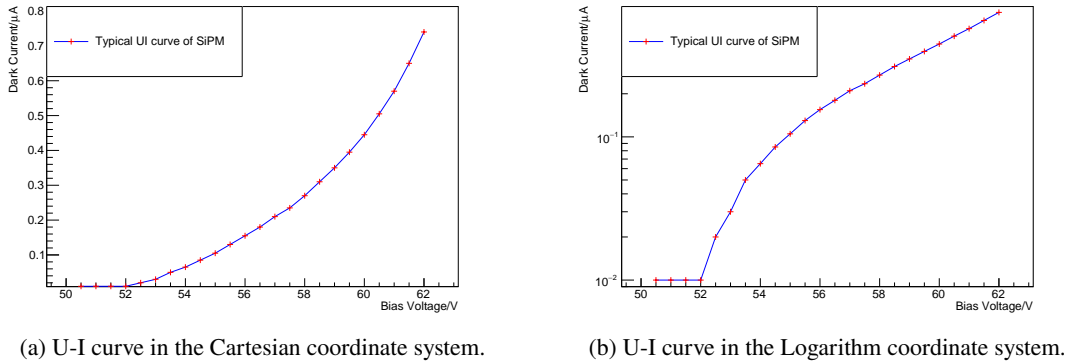 Dark Current/μA
0.8
0.7
0.6
0.5
0.4
0.3
0.2
0.1
Typical UI curve of SiPM
50 52 54 56 58 60 62
Bias Voltage/V
(a) U-I curve in the Cartesian coordinate system.
Dark Current/μA
10⁻¹
10⁻²
Typical UI curve of SiPM
50 52 54 56 58 60 62
Bias Voltage/V
(b) U-I curve in the Logarithm coordinate system.